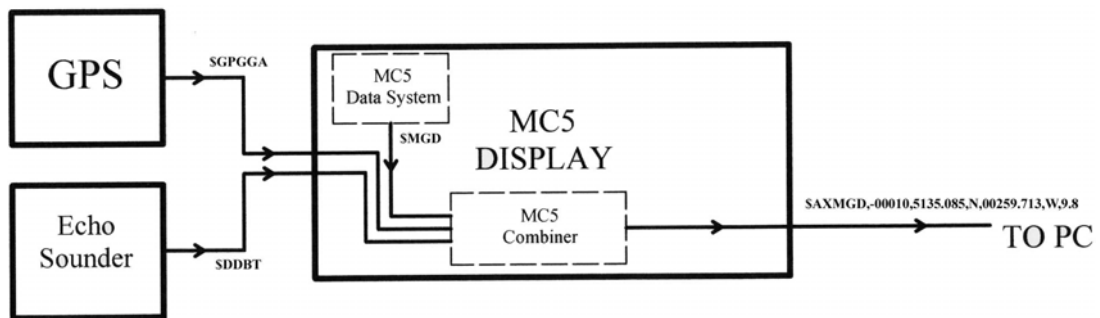 GPS
$GPGGA
MC5
Data System
$MGD
MC5
DISPLAY
Echo
Sounder
$DDBT
MC5
Combiner
$AXMGD,-00010,5135.085,N,00259.713,W,9.8
TO PC